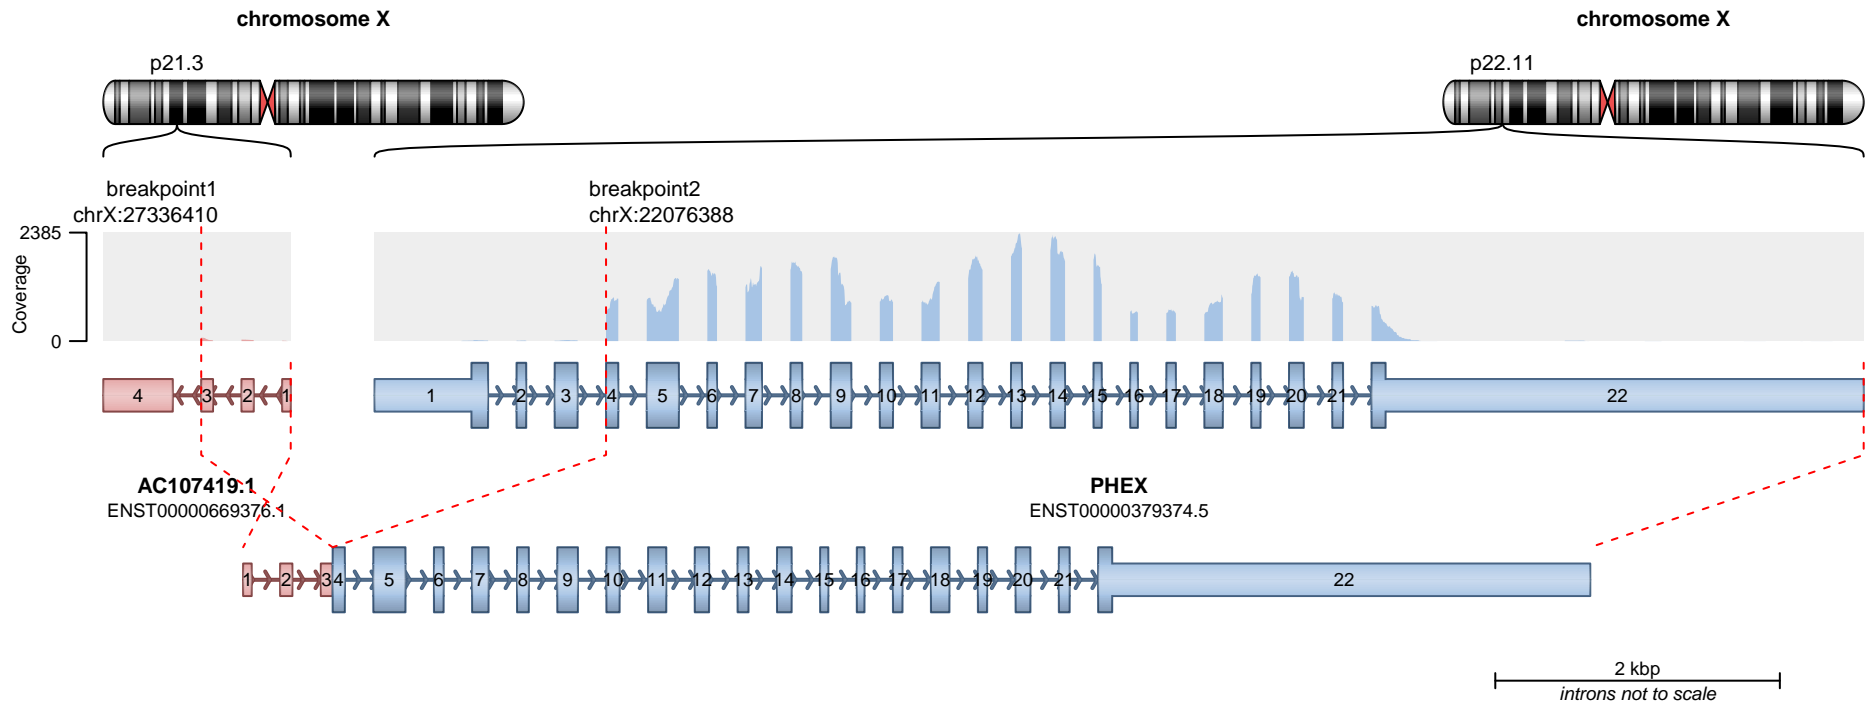 chromosome X
chromosome X
p21.3
p22.11
breakpoint1
chrX:27336410
breakpoint2
chrX:22076388
2385
Coverage
0
4 3 2 1
1 2 3 4 5 6 7 8 9 10 11 12 13 14 15 16 17 18 19 20 21 22
AC107419.1
ENST00000669376.1
PHEX
ENST00000379374.5
1 2 3 4 5 6 7 8 9 10 11 12 13 14 15 16 17 18 19 20 21 22
2 kbp
introns not to scale